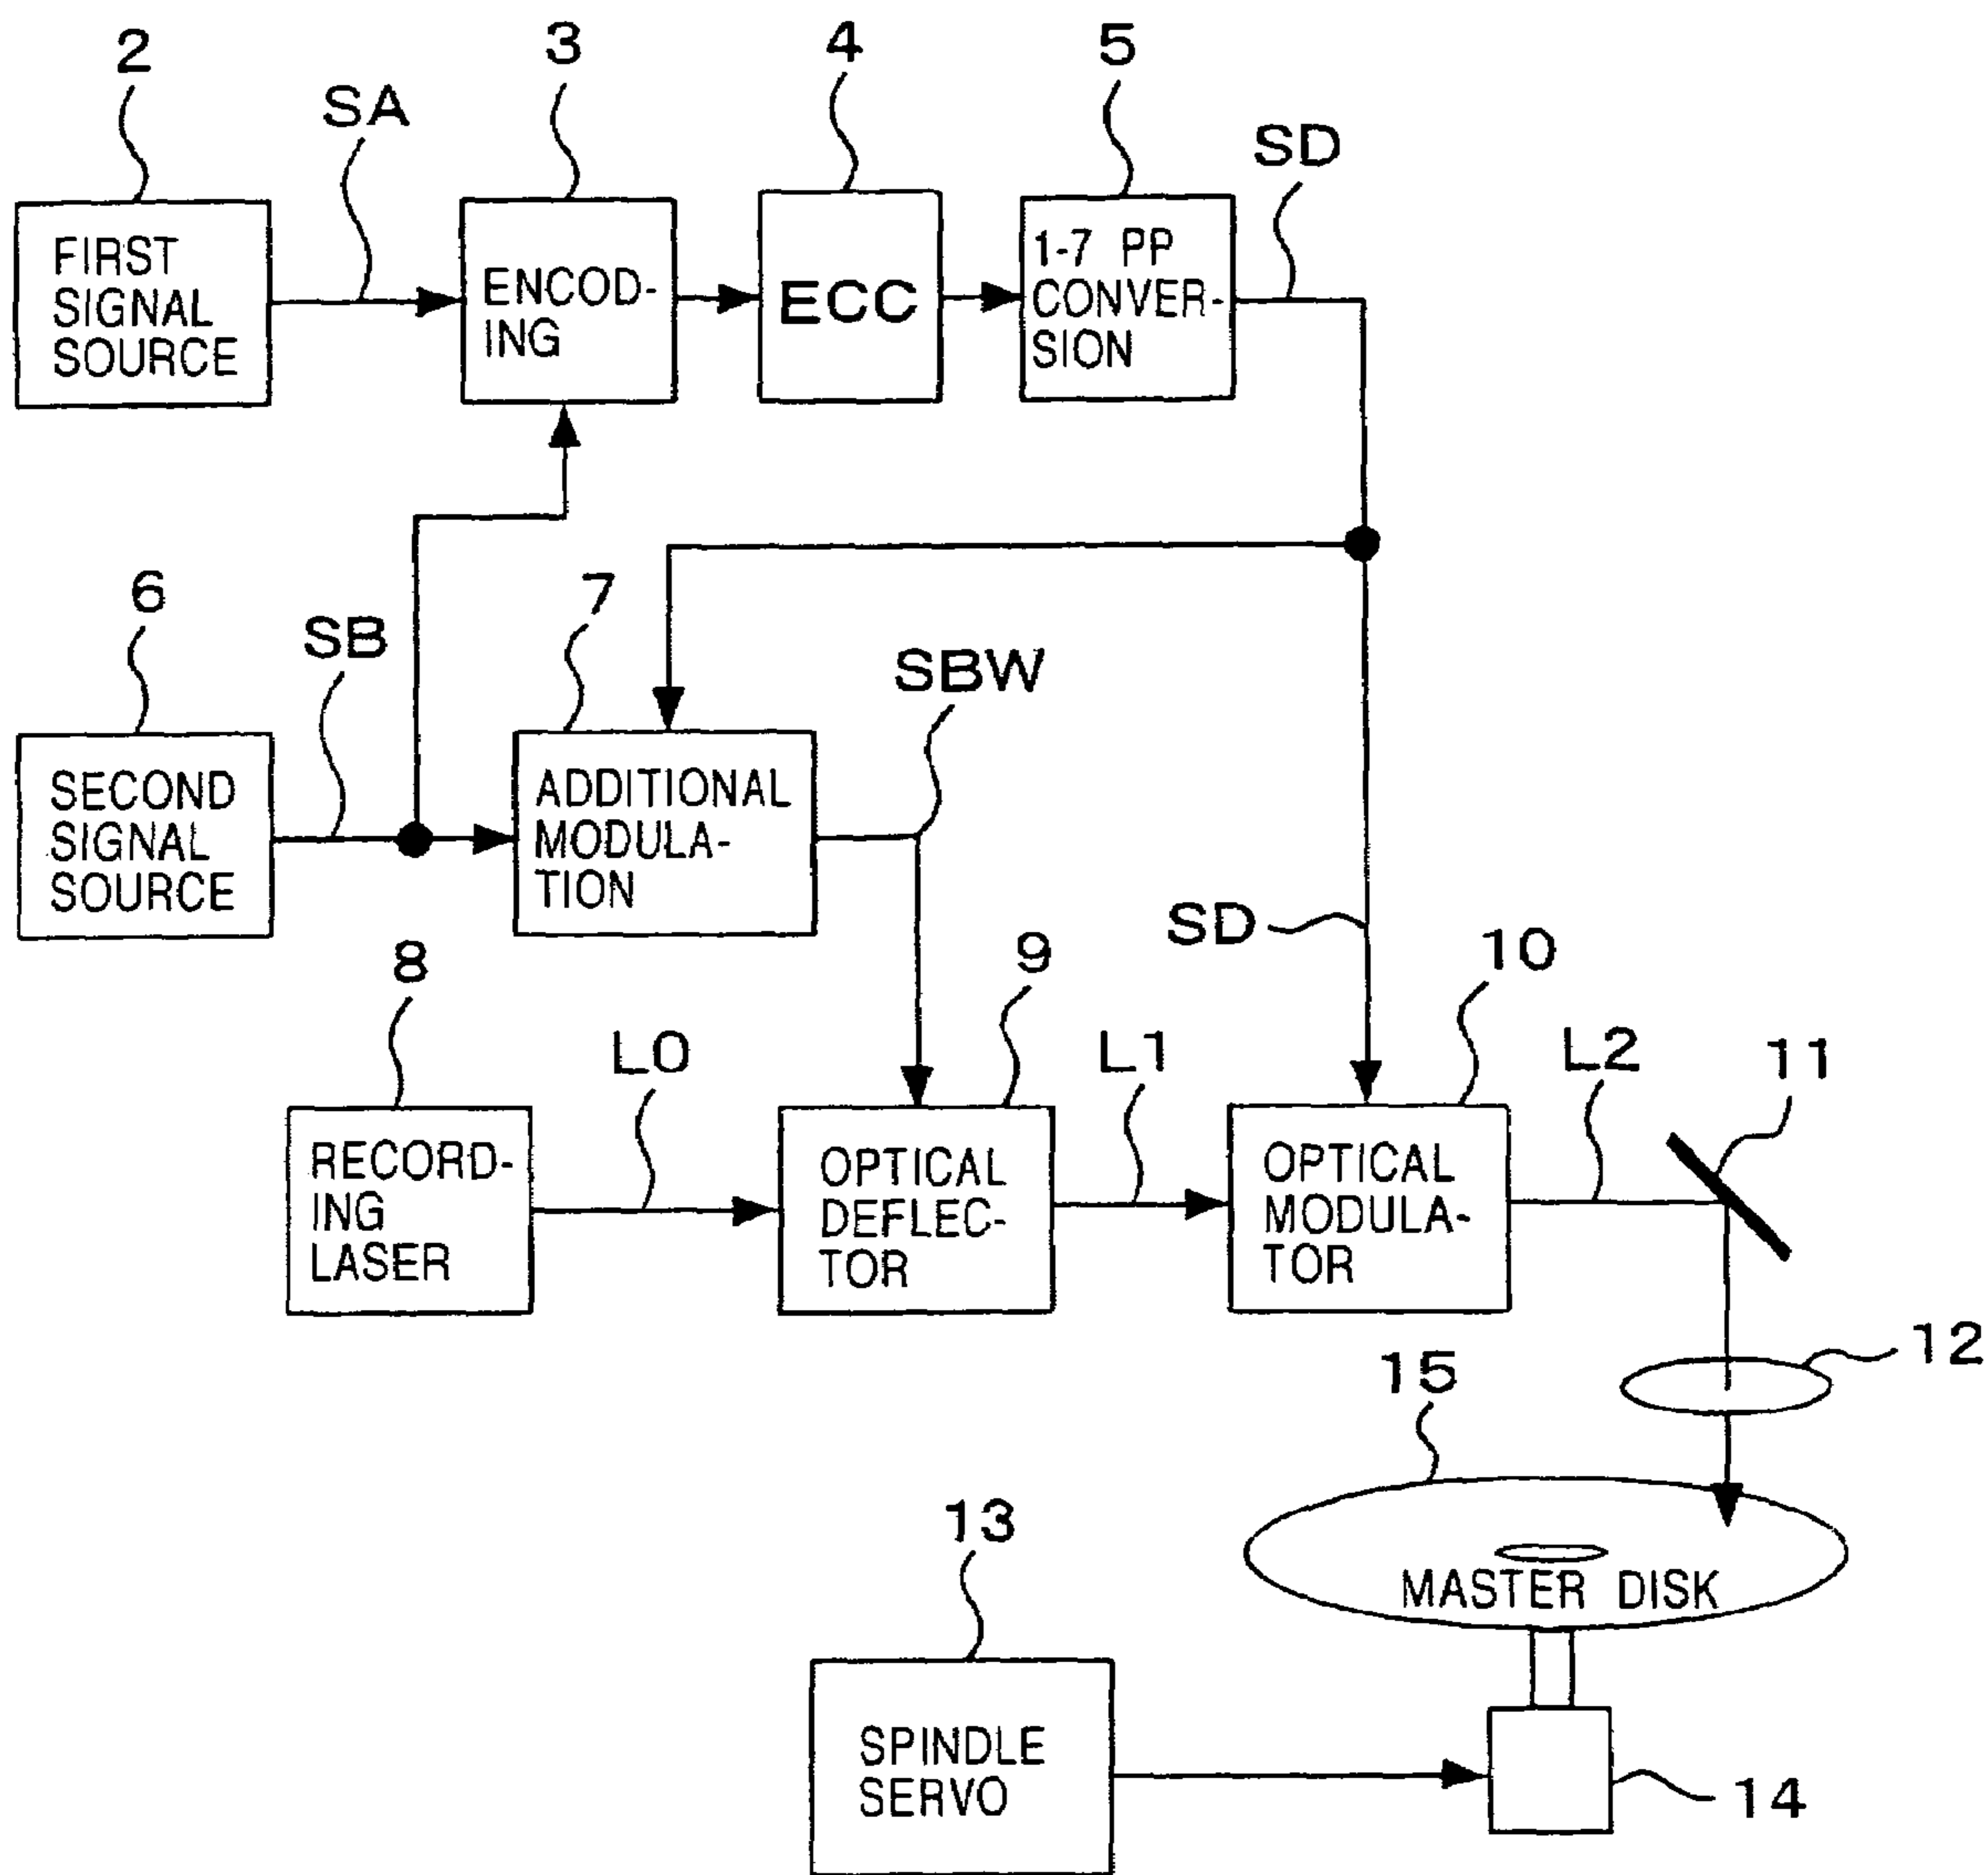 2
SA
3
4
5
SD
FIRST
SIGNAL
SOURCE
ENCOD-
ING
ECC
1-7 PP
CONVER-
SION
6
SB
7
SBW
SECOND
SIGNAL
SOURCE
ADDITIONAL
MODULA-
TION
SD
8
L0
9
L1
10
L2
11
RECORD-
ING
LASER
OPTICAL
DEFLEC-
TOR
OPTICAL
MODULA-
TOR
12
15
MASTER DISK
13
SPINDLE
SERVO
14